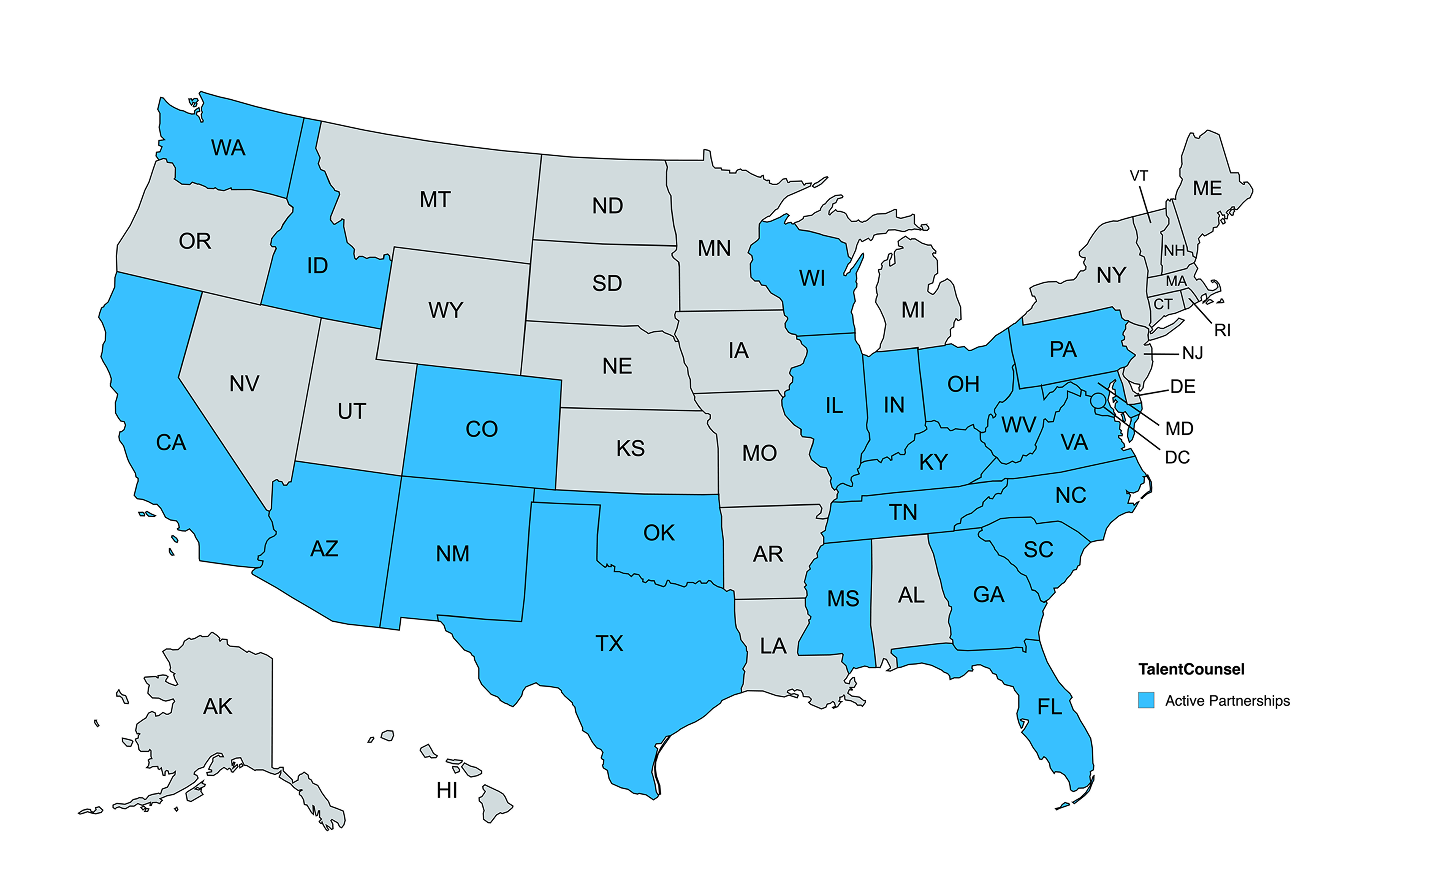 WA
MT
ND
MN
VT
ME
OR
ID
WY
SD
WI
MI
NY
NH
MA
CT
RI
NV
UT
CO
NE
IA
IL
IN
OH
PA
NJ
DE
CA
KS
MO
KY
WV
VA
MD
DC
AZ
NM
OK
AR
TN
NC
SC
MS
AL
GA
TX
LA
FL
AK
HI
TalentCounsel
Active Partnerships